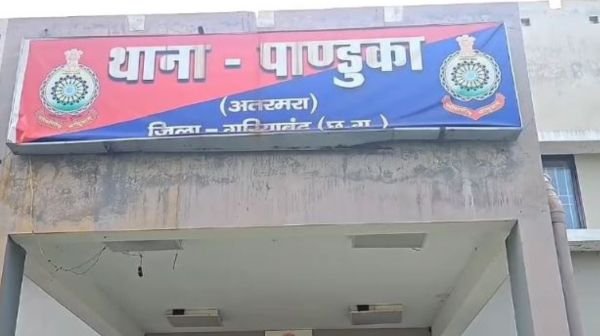 थाना - पाण्डुका
(अतरमरा)
जिला - गरियाबंद (छ.ग.)